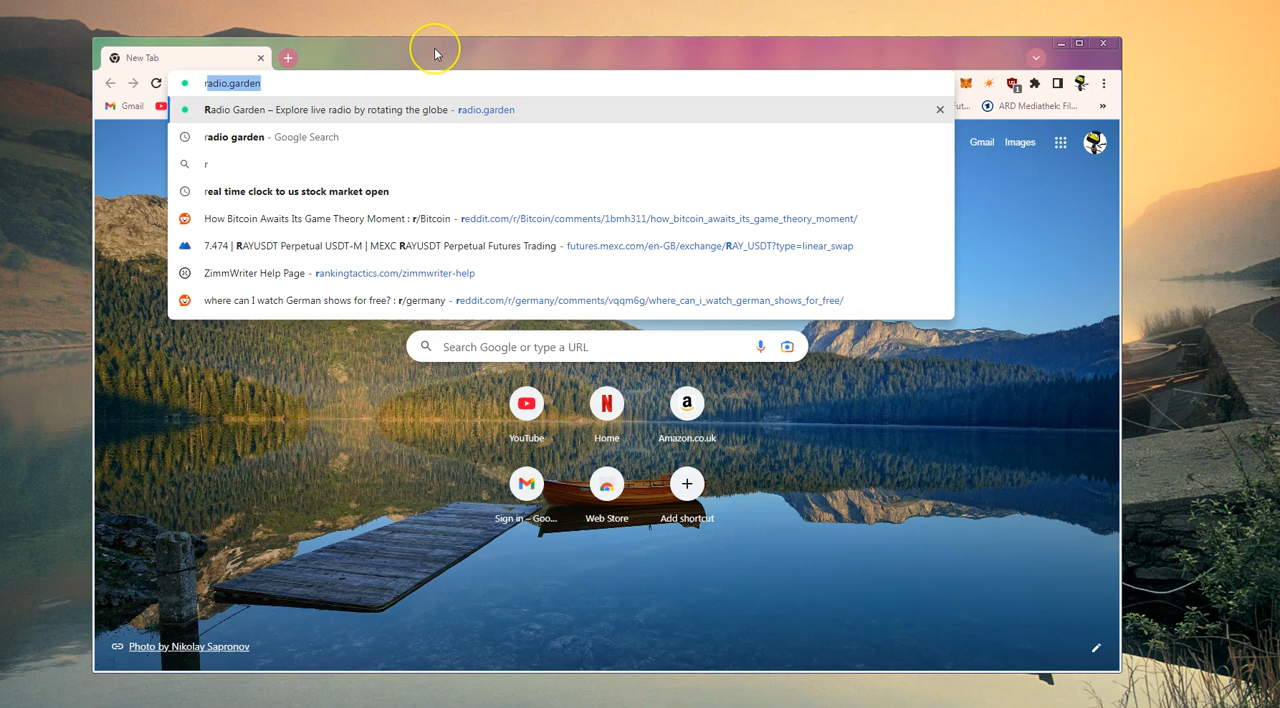 New Tab
radio.garden
Radio Garden – Explore live radio by rotating the globe - radio.garden
radio garden - Google Search
r
real time clock to us stock market open
How Bitcoin Awaits Its Game Theory Moment : r/Bitcoin - reddit.com/r/Bitcoin/comments/1bmh311/how_bitcoin_awaits_its_game_theory_moment/
7.474 | RAYUSDT Perpetual USDT-M | MEXC RAYUSDT Perpetual Futures Trading - futures.mexc.com/en-GB/exchange/RAY_USDT?type=linear_swap
ZimmWriter Help Page - rankingtactics.com/zimmwriter-help
where can I watch German shows for free? : r/germany - reddit.com/r/germany/comments/vqqm6g/where_can_i_watch_german_shows_for_free/
Gmail
1
ut...
ARD Mediathek: Fil...
»
Gmail Images
Search Google or type a URL
a
YouTube
Home
Amazon.co.uk
Sign in – Goo...
Web Store
Add shortcut
Photo by Nikolay Sapronov